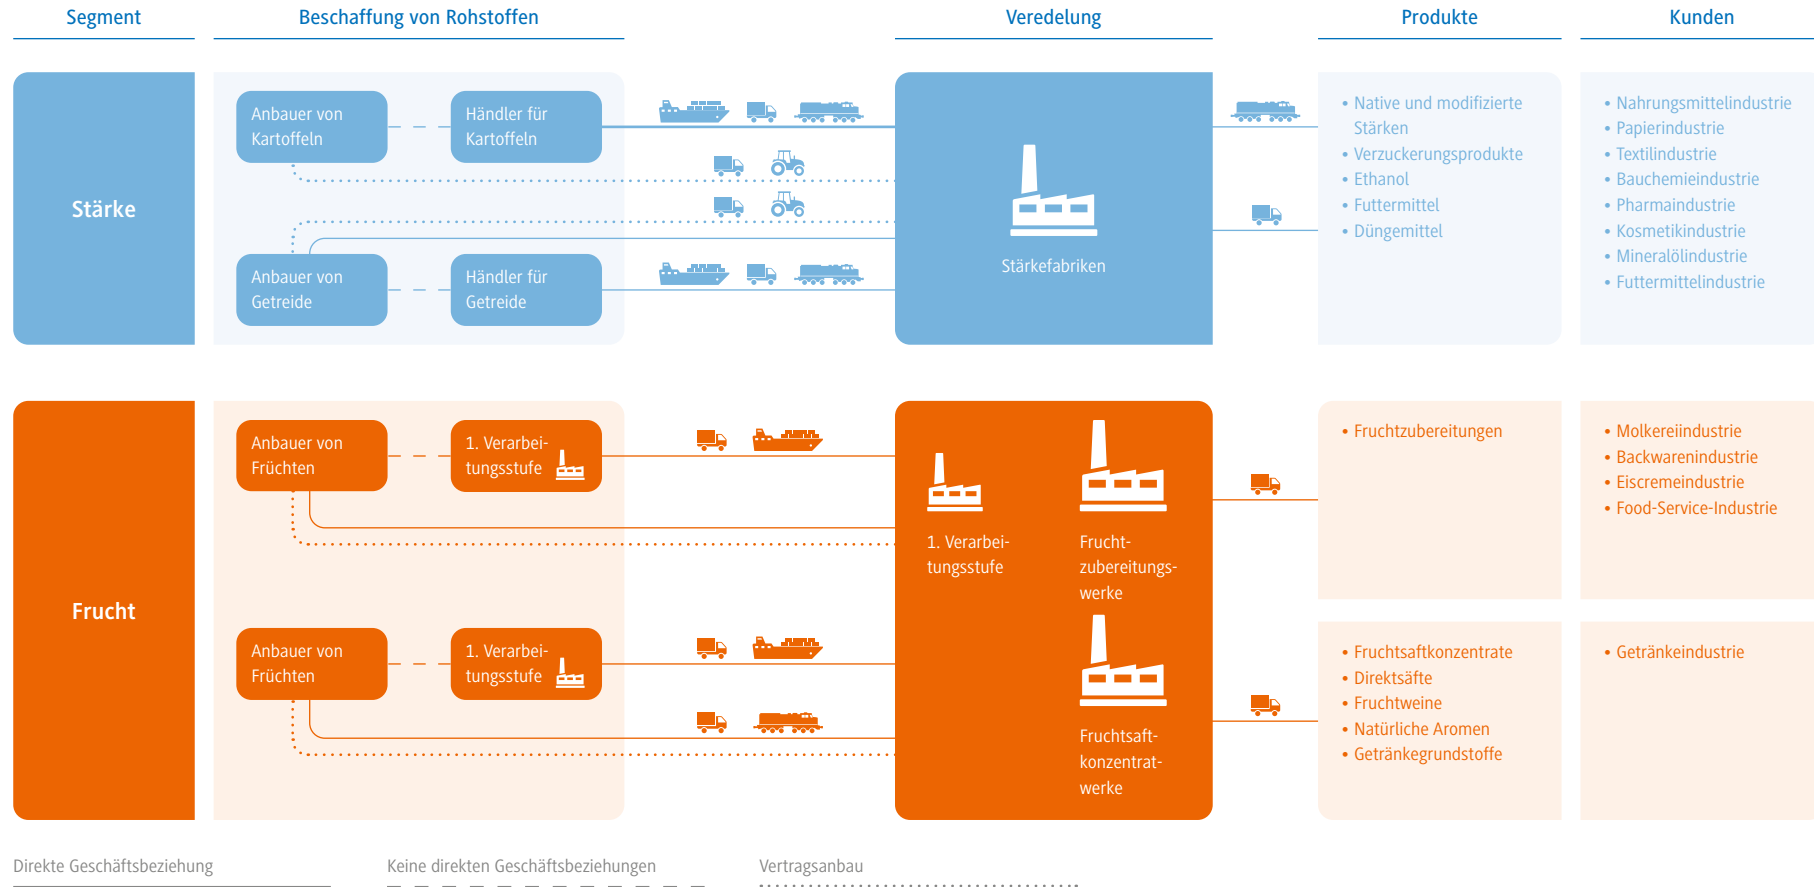 Segment
Beschaffung von Rohstoffen
Veredelung
Produkte
Kunden
Stärke
Anbauer von
Kartoffeln
Händler für
Kartoffeln
Anbauer von
Getreide
Händler für
Getreide
Stärkefabriken
• Native und modifizierte
Stärken
• Verzuckerungsprodukte
• Ethanol
• Futtermittel
• Düngemittel
• Nahrungsmittelindustrie
• Papierindustrie
• Textilindustrie
• Bauchemieindustrie
• Pharmaindustrie
• Kosmetikindustrie
• Mineralölindustrie
• Futtermittelindustrie
Frucht
Anbauer von
Früchten
1. Verarbei-
tungsstufe
Anbauer von
Früchten
1. Verarbei-
tungsstufe
1. Verarbei-
tungsstufe
Frucht-
zubereitungs-
werke
Fruchtsaft-
konzentrat-
werke
• Fruchtzubereitungen
• Molkereiindustrie
• Backwarenindustrie
• Eiscremeindustrie
• Food-Service-Industrie
• Fruchtsaftkonzentrate
• Direktsäfte
• Fruchtweine
• Natürliche Aromen
• Getränkegrundstoffe
• Getränkeindustrie
Direkte Geschäftsbeziehung
Keine direkten Geschäftsbeziehungen
Vertragsanbau